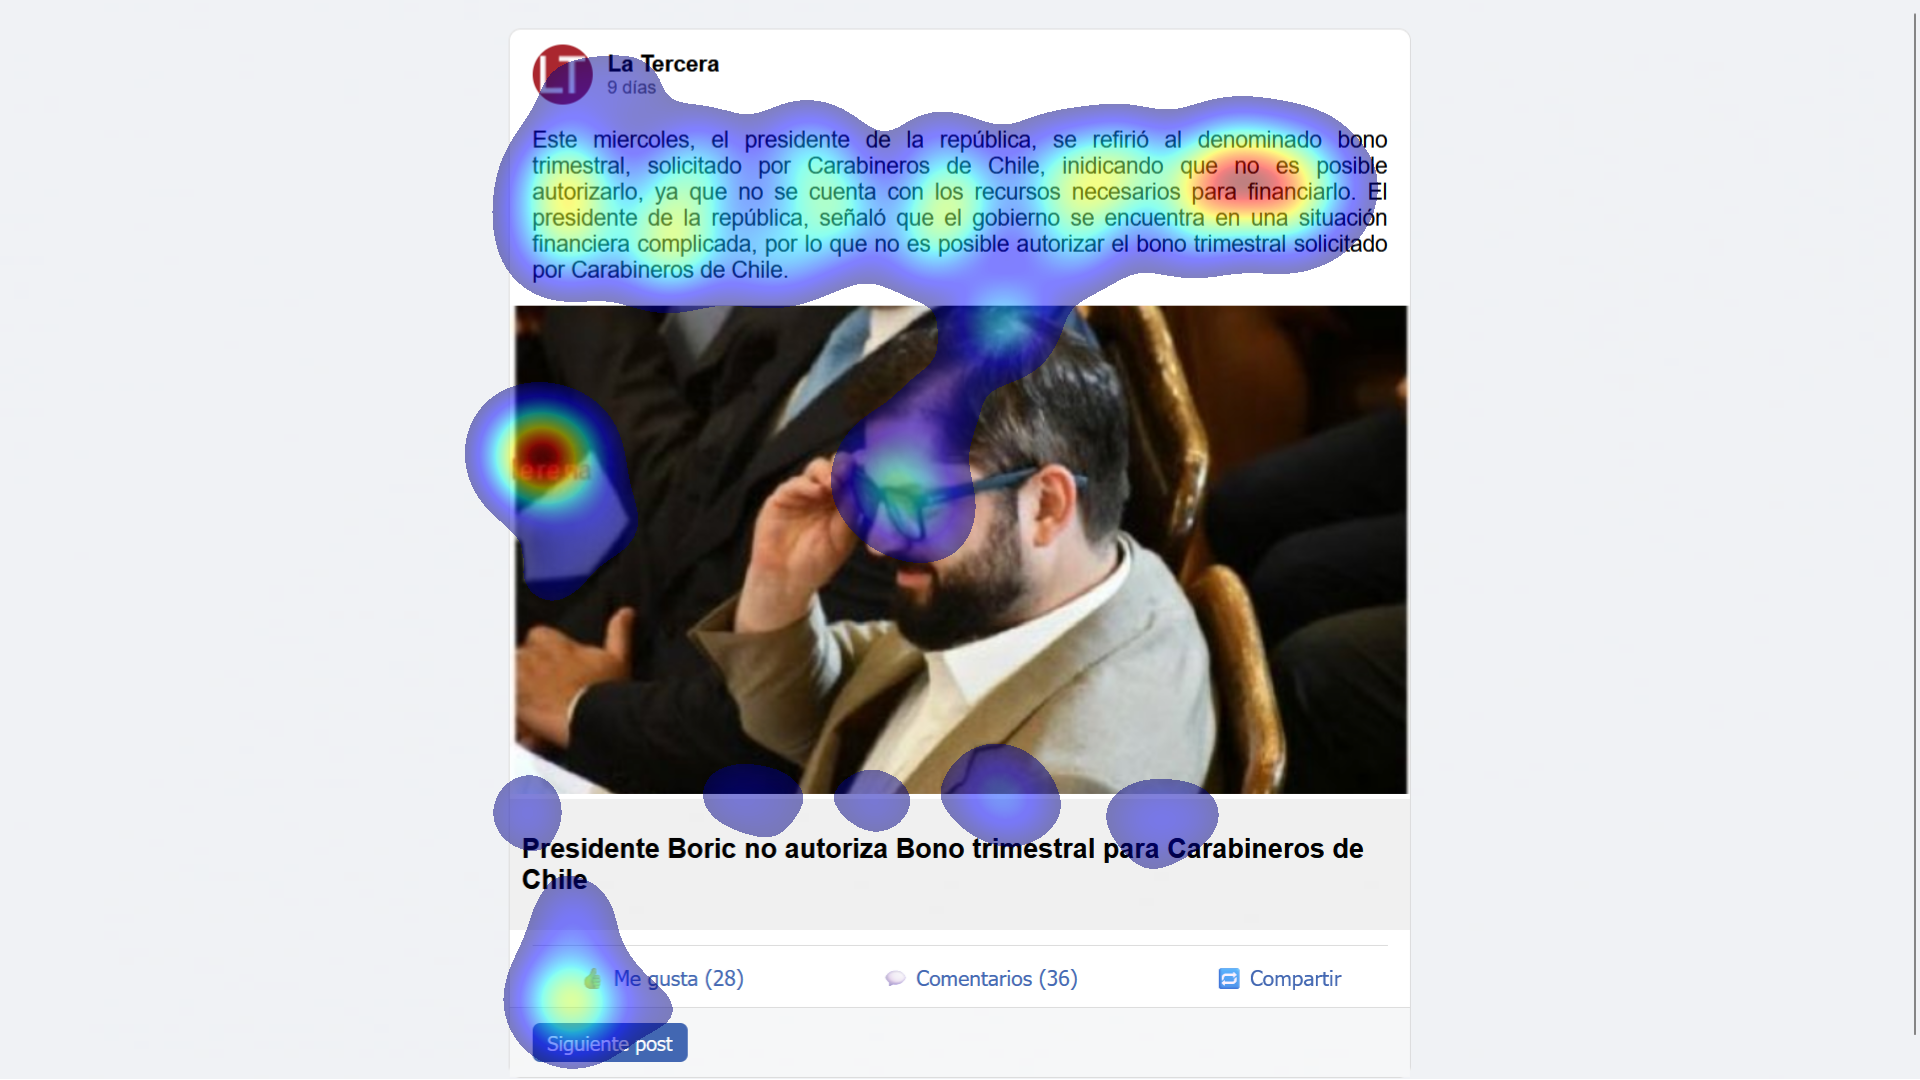 LT
La Tercera
9 días
Este miercoles, el presidente de la república, se refirió al denominado bono
trimestral, solicitado por Carabineros de Chile, inidicando que no es posible
autorizarlo, ya que no se cuenta con los recursos necesarios para financiarlo. El
presidente de la república, señaló que el gobierno se encuentra en una situación
financiera complicada, por lo que no es posible autorizar el bono trimestral solicitado
por Carabineros de Chile.
Presidente Boric no autoriza Bono trimestral para Carabineros de
Chile
Me gusta (28)
Comentarios (36)
Compartir
Siguiente post